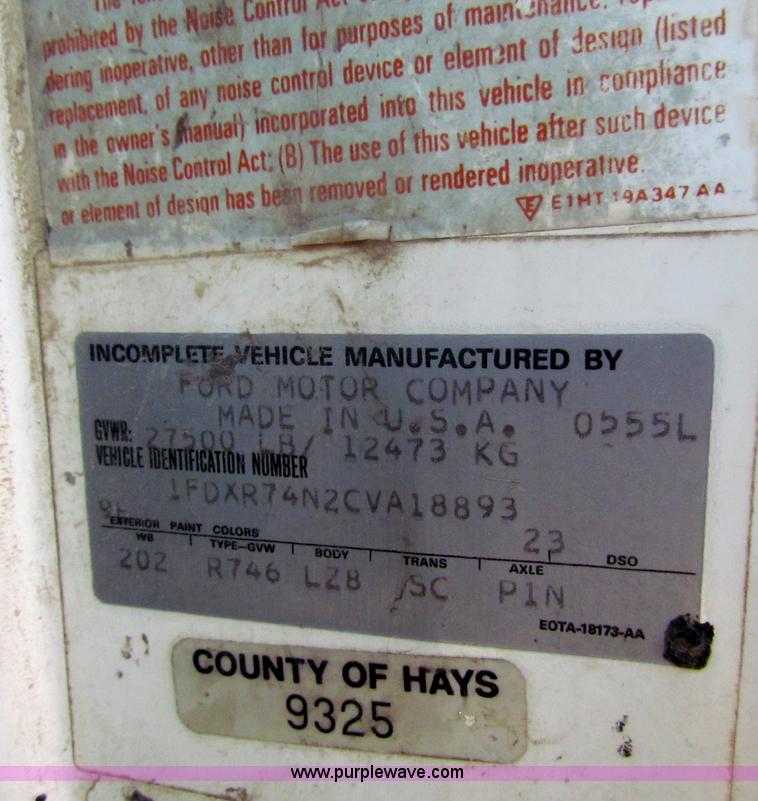 prohibited by the Noise Control Act
dering inoperative, other than for purposes of maintenance,
replacement, of any noise control device or element of design (listed
in the owner's manual) incorporated into this vehicle in compliance
with the Noise Control Act; (B) The use of this vehicle after such device
or element of design has been removed or rendered inoperative.
E1HT 19A347 AA
INCOMPLETE VEHICLE MANUFACTURED BY
FORD MOTOR COMPANY
MADE IN U.S.A. 0555L
GVWR: 27500 LB/ 12473 KG
VEHICLE IDENTIFICATION NUMBER
1FDXR74N2CVA18893
23
EXTERIOR PAINT COLORS DSO
WB TYPE-GVW BODY TRANS AXLE
202 R746 LZ8 /SC P1N
EOTA-18173-AA
COUNTY OF HAYS
9325
www.purplewave.com